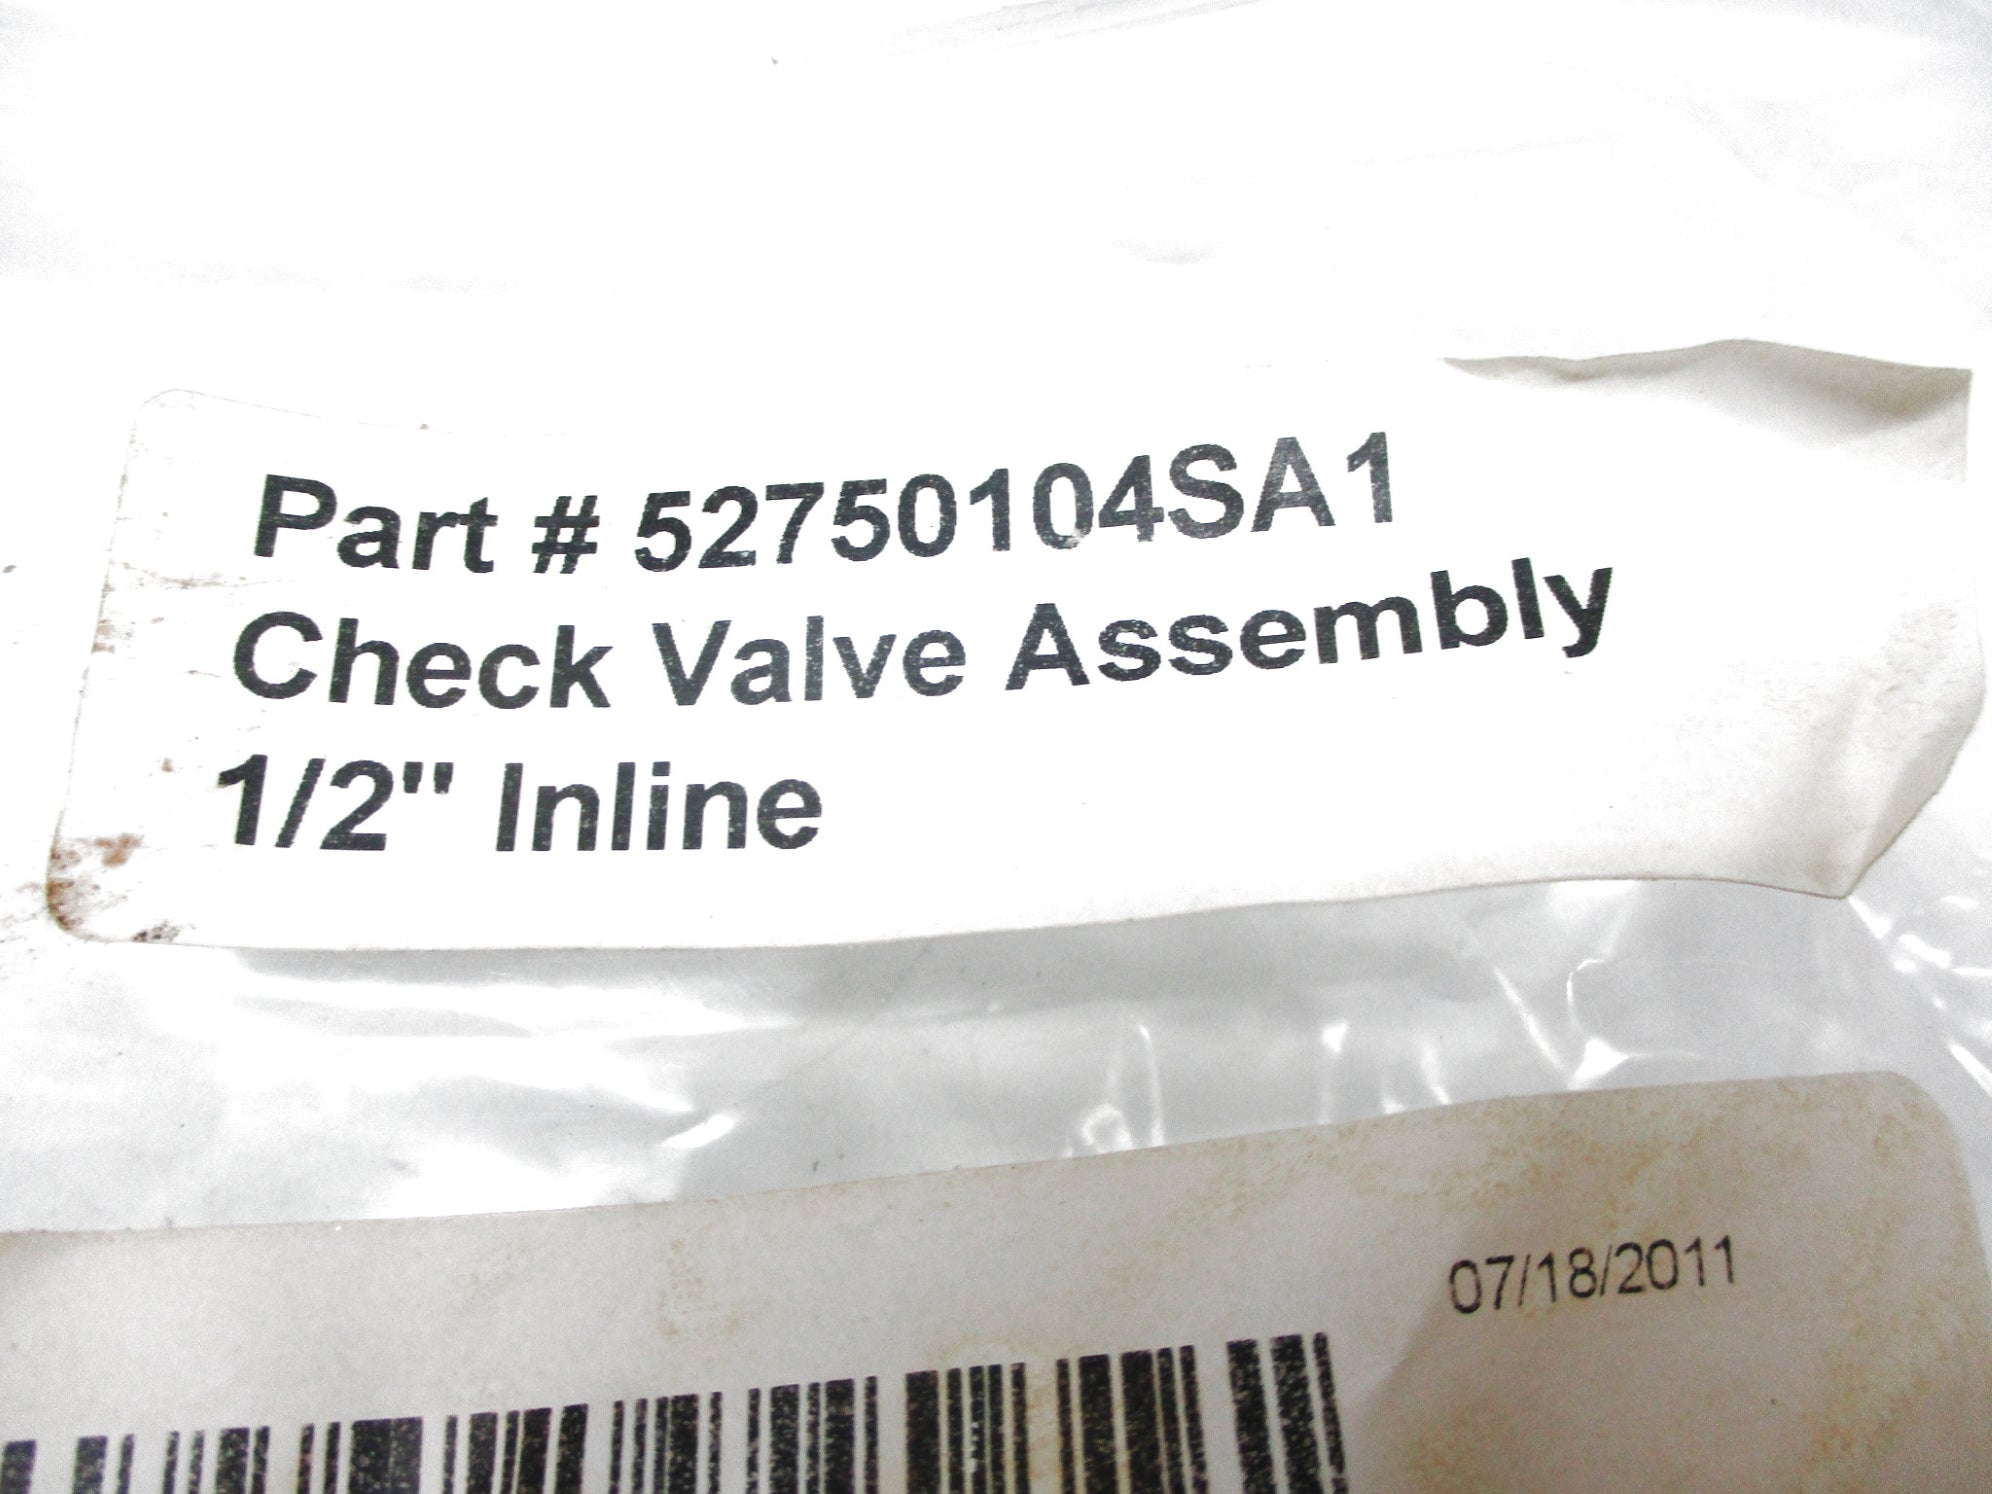 Part # 52750104SA1
Check Valve Assembly
1/2" Inline
07/18/2011